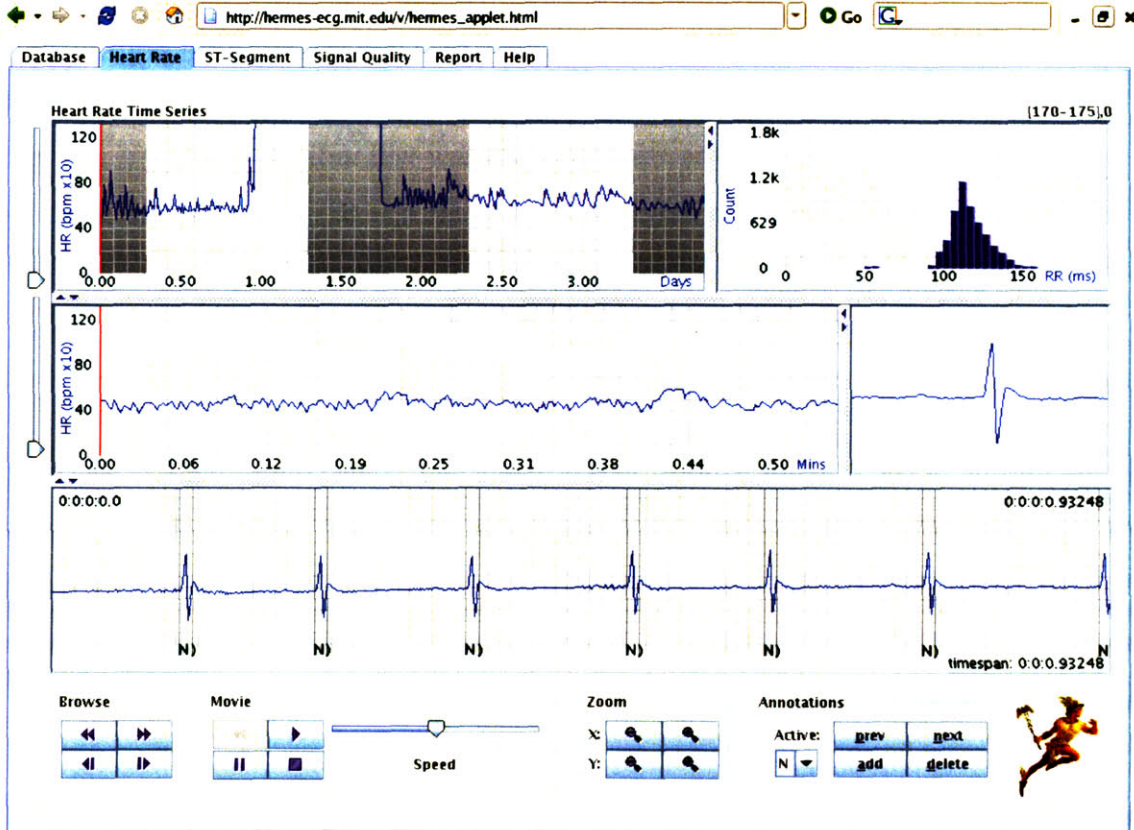 http://hermes-ecg.mit.edu/v/hermes_applet.html Go G
Database Heart Rate ST-Segment Signal Quality Report Help
Heart Rate Time Series [170-175],0
120
80
40
0
HR (bpm x10)
0.00 0.50 1.00 1.50 2.00 2.50 3.00 Days
1.8k
1.2k
629
0
Count
0 50 100 150 RR (ms)
120
80
40
0
HR (bpm x10)
0.00 0.06 0.12 0.19 0.25 0.31 0.38 0.44 0.50 Mins
0:0:0:0.0 0:0:0:0.93248
N) N) N) N) N) N) N
timespan: 0:0:0.93248
Browse Movie Zoom Annotations
X: Active: prev next
Y: N add delete
Speed